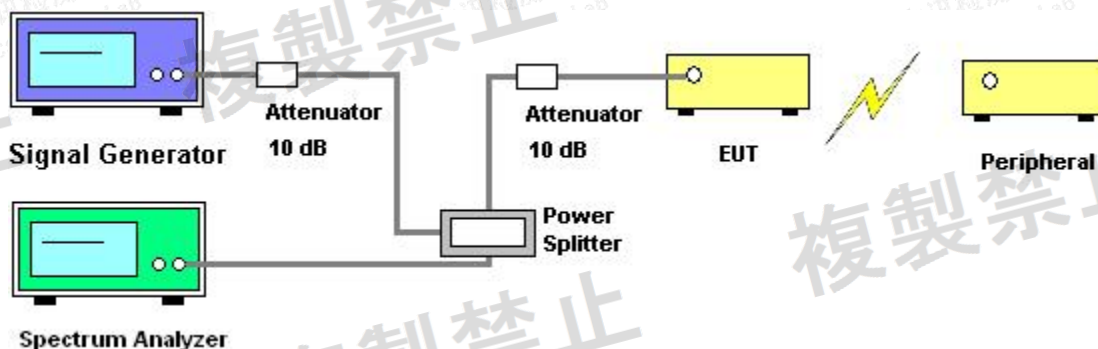 複製禁止
Attenuator
10 dB
Signal Generator
Attenuator
10 dB
EUT
Peripheral
Power
Splitter
複製禁止
複製禁止
Spectrum Analyzer